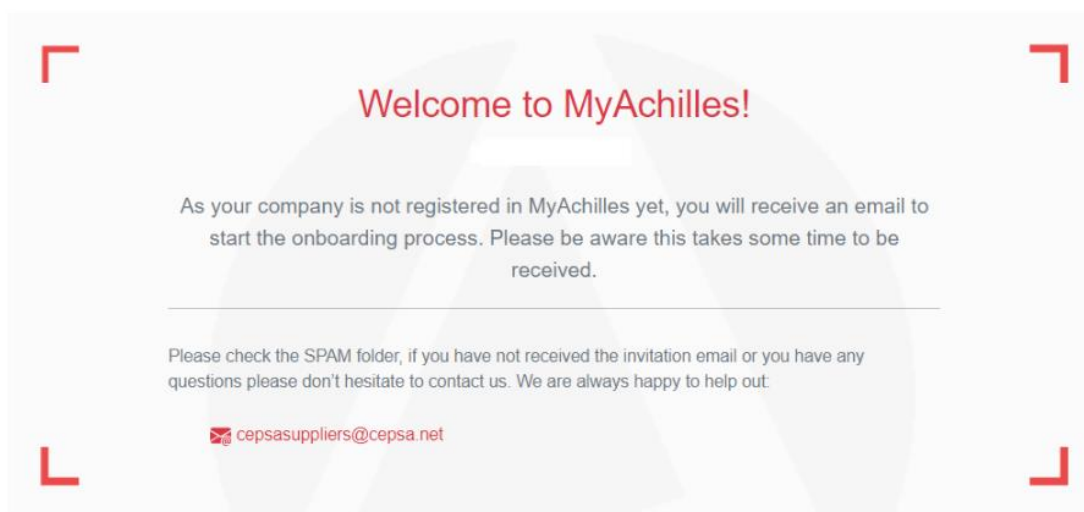 Welcome to MyAchilles!
As your company is not registered in MyAchilles yet, you will receive an email to
start the onboarding process. Please be aware this takes some time to be
received.
Please check the SPAM folder, if you have not received the invitation email or you have any
questions please don't hesitate to contact us. We are always happy to help out:
cepsasuppliers@cepsa.net